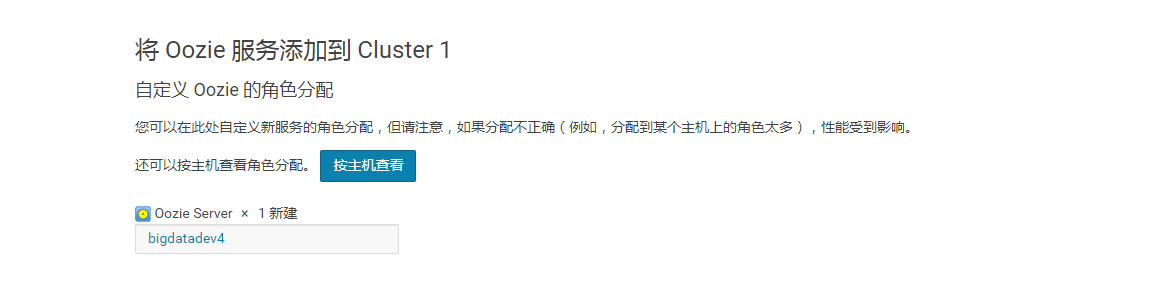 将 Oozie 服务添加到 Cluster 1
自定义 Oozie 的角色分配
您可以在此处自定义新服务的角色分配，但请注意，如果分配不正确（例如，分配到某个主机上的角色太多），性能受到影响。
还可以按主机查看角色分配。 按主机查看
Oozie Server × 1 新建
bigdatadev4